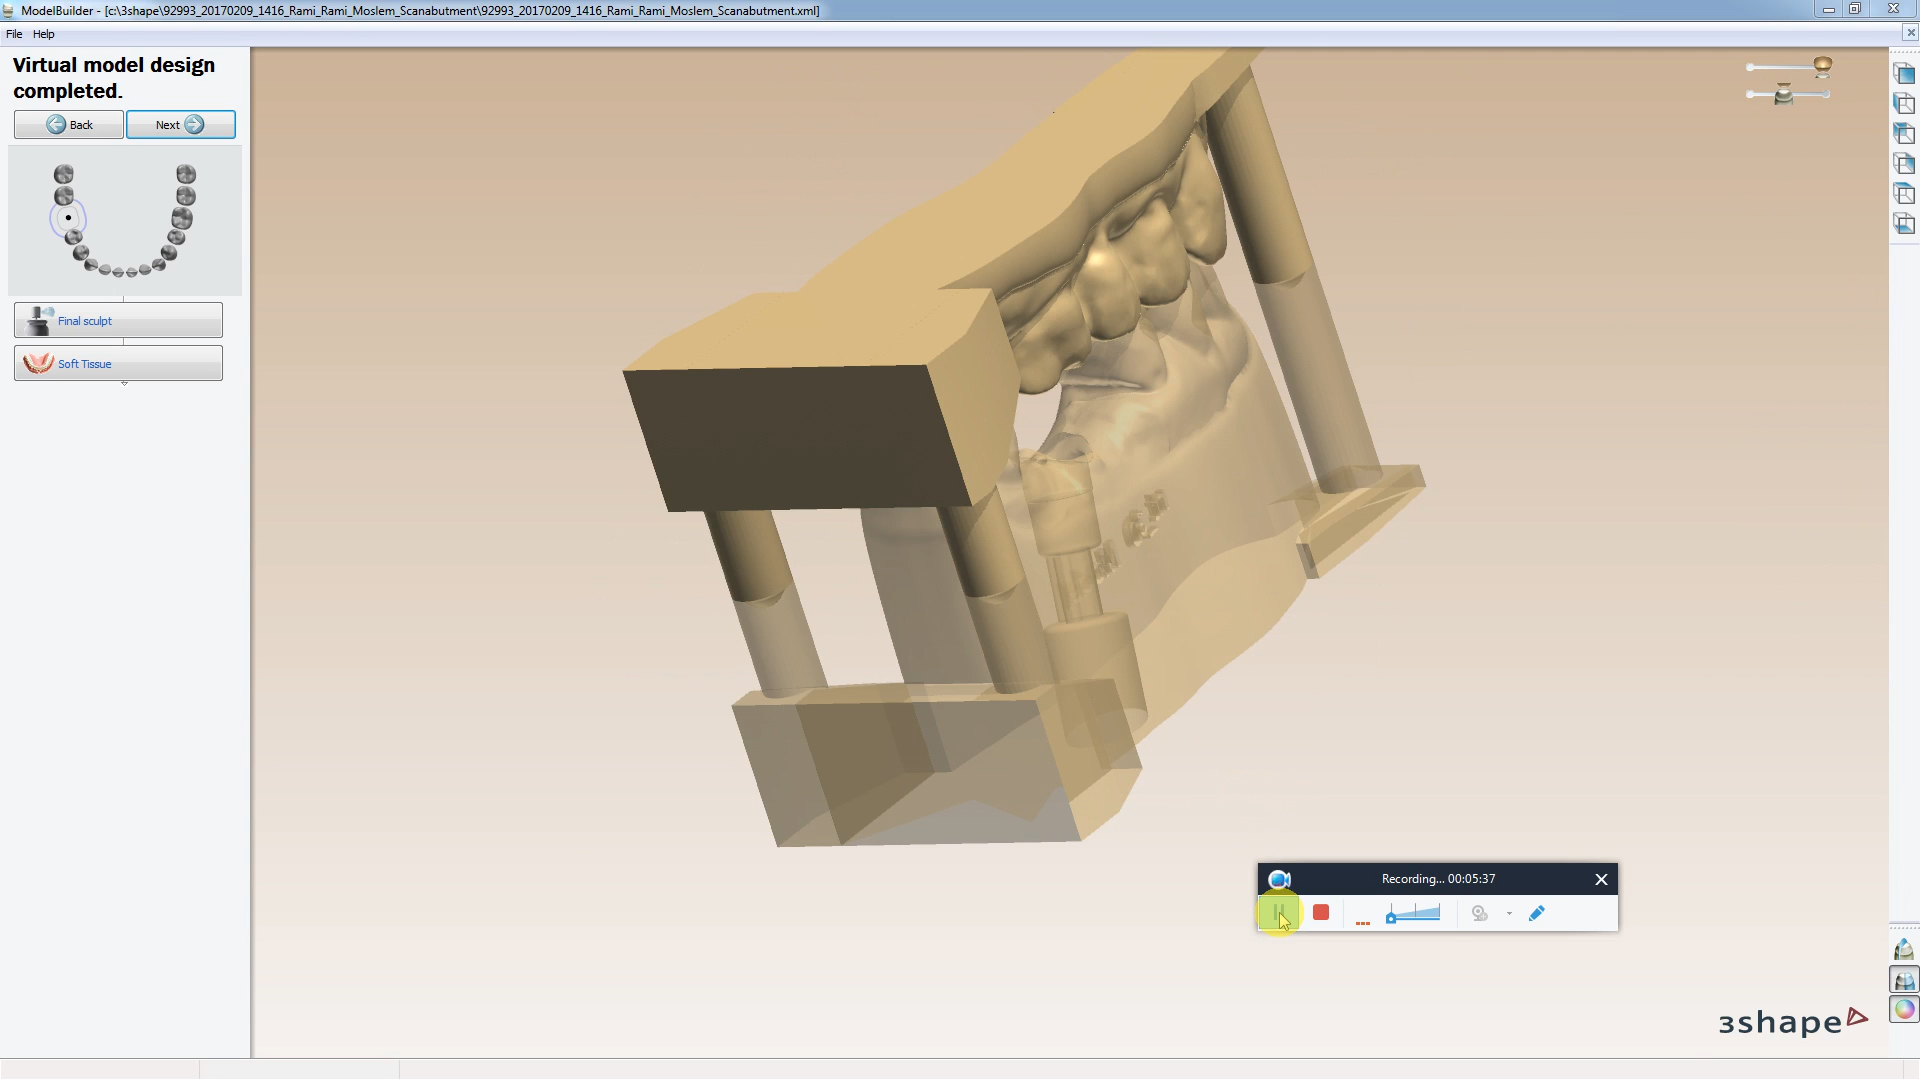 ModelBuilder - [c:\3shape\92993_20170209_1416_Rami_Rami_Moslem_Scanabutment\92993_20170209_1416_Rami_Rami_Moslem_Scanabutment.xml]
File Help
Virtual model design
completed.
Back Next
Final sculpt
Soft Tissue
Recording... 00:05:37
3shape